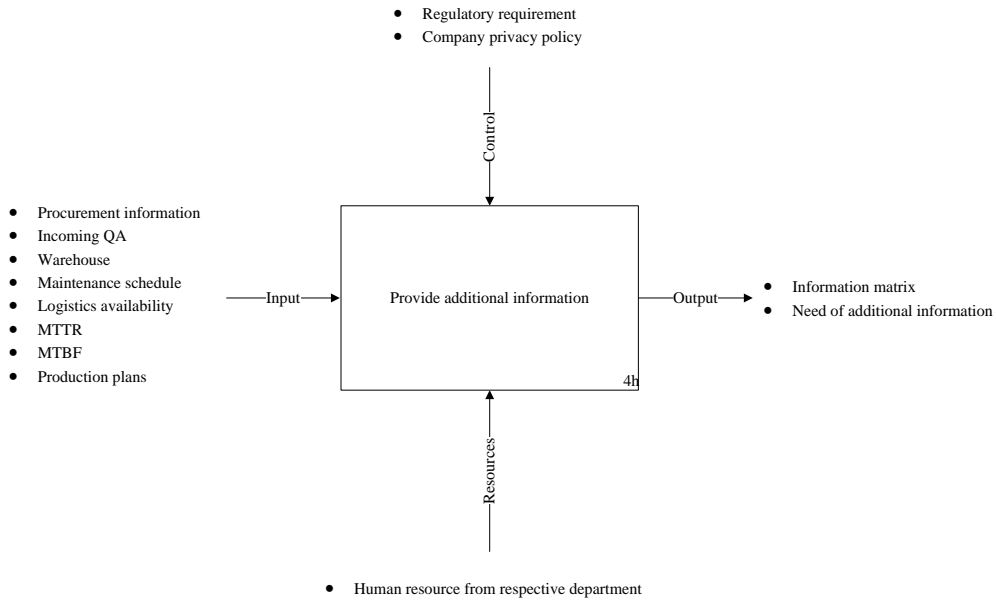 ● Regulatory requirement
● Company privacy policy
Control
● Procurement information
● Incoming QA
● Warehouse
● Maintenance schedule
● Logistics availability
● MTTR
● MTBF
● Production plans
Input
Provide additional information
4h
Output
● Information matrix
● Need of additional information
Resources
● Human resource from respective department